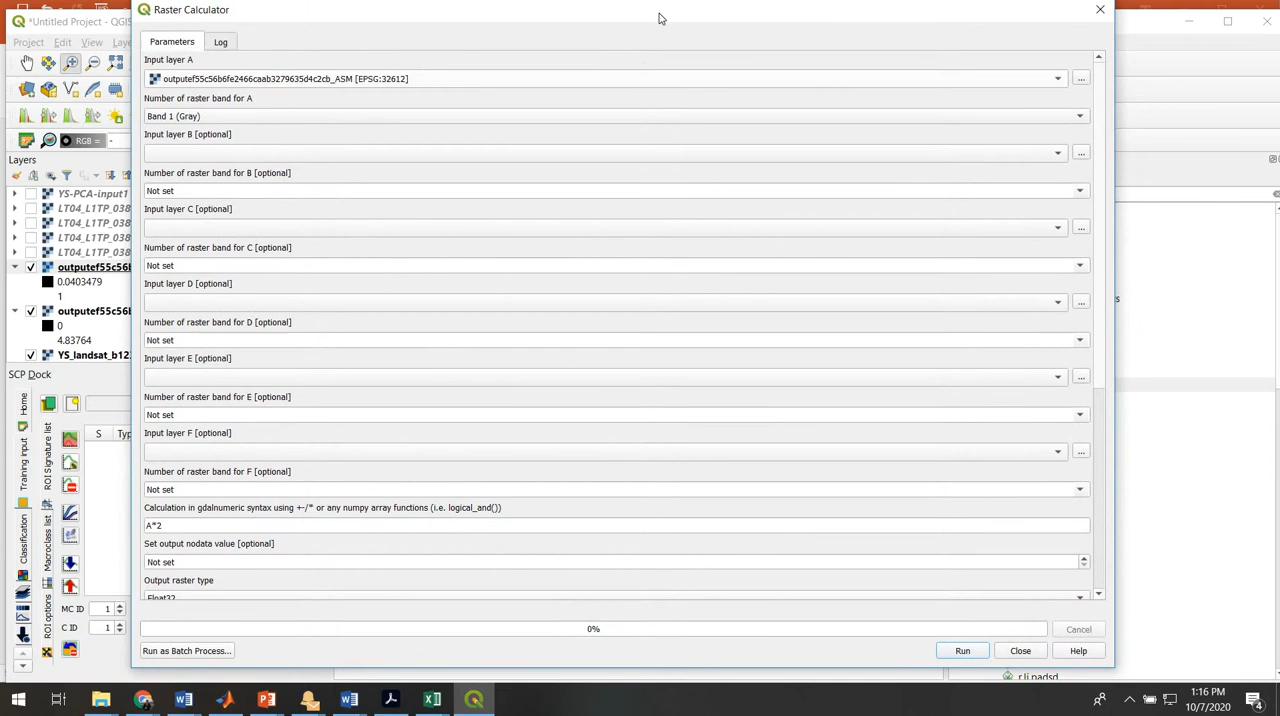 *Untitled Project - QGIS
Project Edit View
RGB = -
Layers
YS-PCA-input1
LT04_L1TP_038
LT04_L1TP_038
LT04_L1TP_038
LT04_L1TP_038
outputef55c56b
0.0403479
1
outputef55c56b
0
4.83764
YS_landsat_b12
SCP Dock
Home
Training input
Classification
ROI Signature list
Macroclass list
ROI options
S Typ
MC ID 1
C ID 1
Raster Calculator
Parameters Log
Input layer A
outputef55c56b6fe2466caab3279635d4c2cb_ASM [EPSG:32612]
...
Number of raster band for A
Band 1 (Gray)
Input layer B [optional]
...
Number of raster band for B [optional]
Not set
Input layer C [optional]
...
Number of raster band for C [optional]
Not set
Input layer D [optional]
...
Number of raster band for D [optional]
Not set
Input layer E [optional]
...
Number of raster band for E [optional]
Not set
Input layer F [optional]
...
Number of raster band for F [optional]
Not set
Calculation in gdalnumeric syntax using +-/* or any numpy array functions (i.e. logical_and())
A*2
Set output nodata value [optional]
Not set
Output raster type
Float32
0%
Cancel
Run as Batch Process...
Run Close Help
1:16 PM
10/7/2020
4